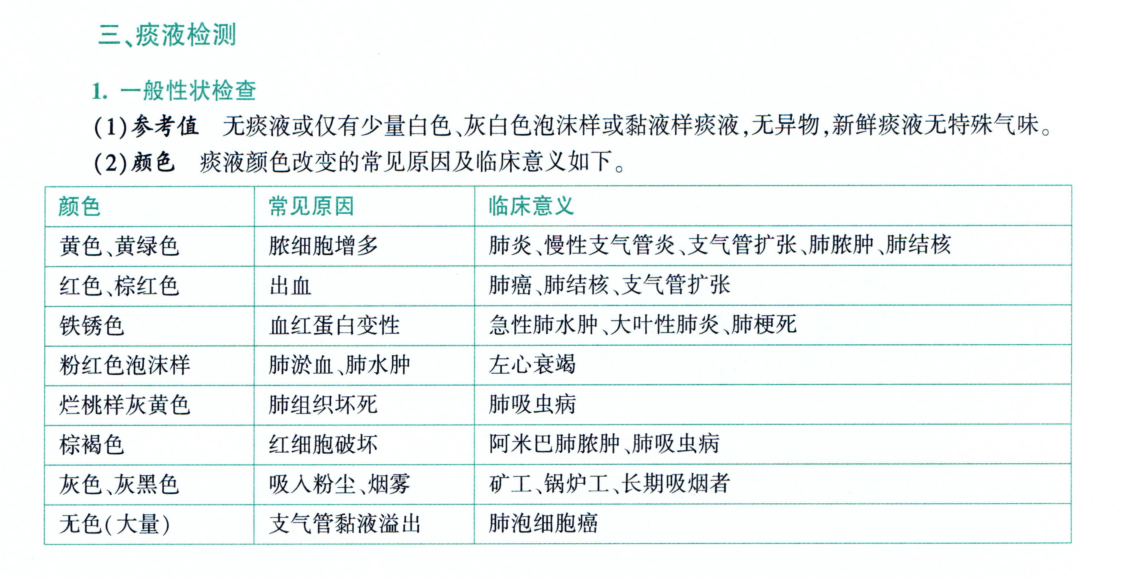 三、痰液检测
1. 一般性状检查
(1)参考值 无痰液或仅有少量白色、灰白色泡沫样或黏液样痰液,无异物,新鲜痰液无特殊气味。
(2)颜色 痰液颜色改变的常见原因及临床意义如下。
颜色 常见原因 临床意义
黄色、黄绿色 脓细胞增多 肺炎、慢性支气管炎、支气管扩张、肺脓肿、肺结核
红色、棕红色 出血 肺癌、肺结核、支气管扩张
铁锈色 血红蛋白变性 急性肺水肿、大叶性肺炎、肺梗死
粉红色泡沫样 肺淤血、肺水肿 左心衰竭
烂桃样灰黄色 肺组织坏死 肺吸虫病
棕褐色 红细胞破坏 阿米巴肺脓肿、肺吸虫病
灰色、灰黑色 吸入粉尘、烟雾 矿工、锅炉工、长期吸烟者
无色(大量) 支气管黏液溢出 肺泡细胞癌